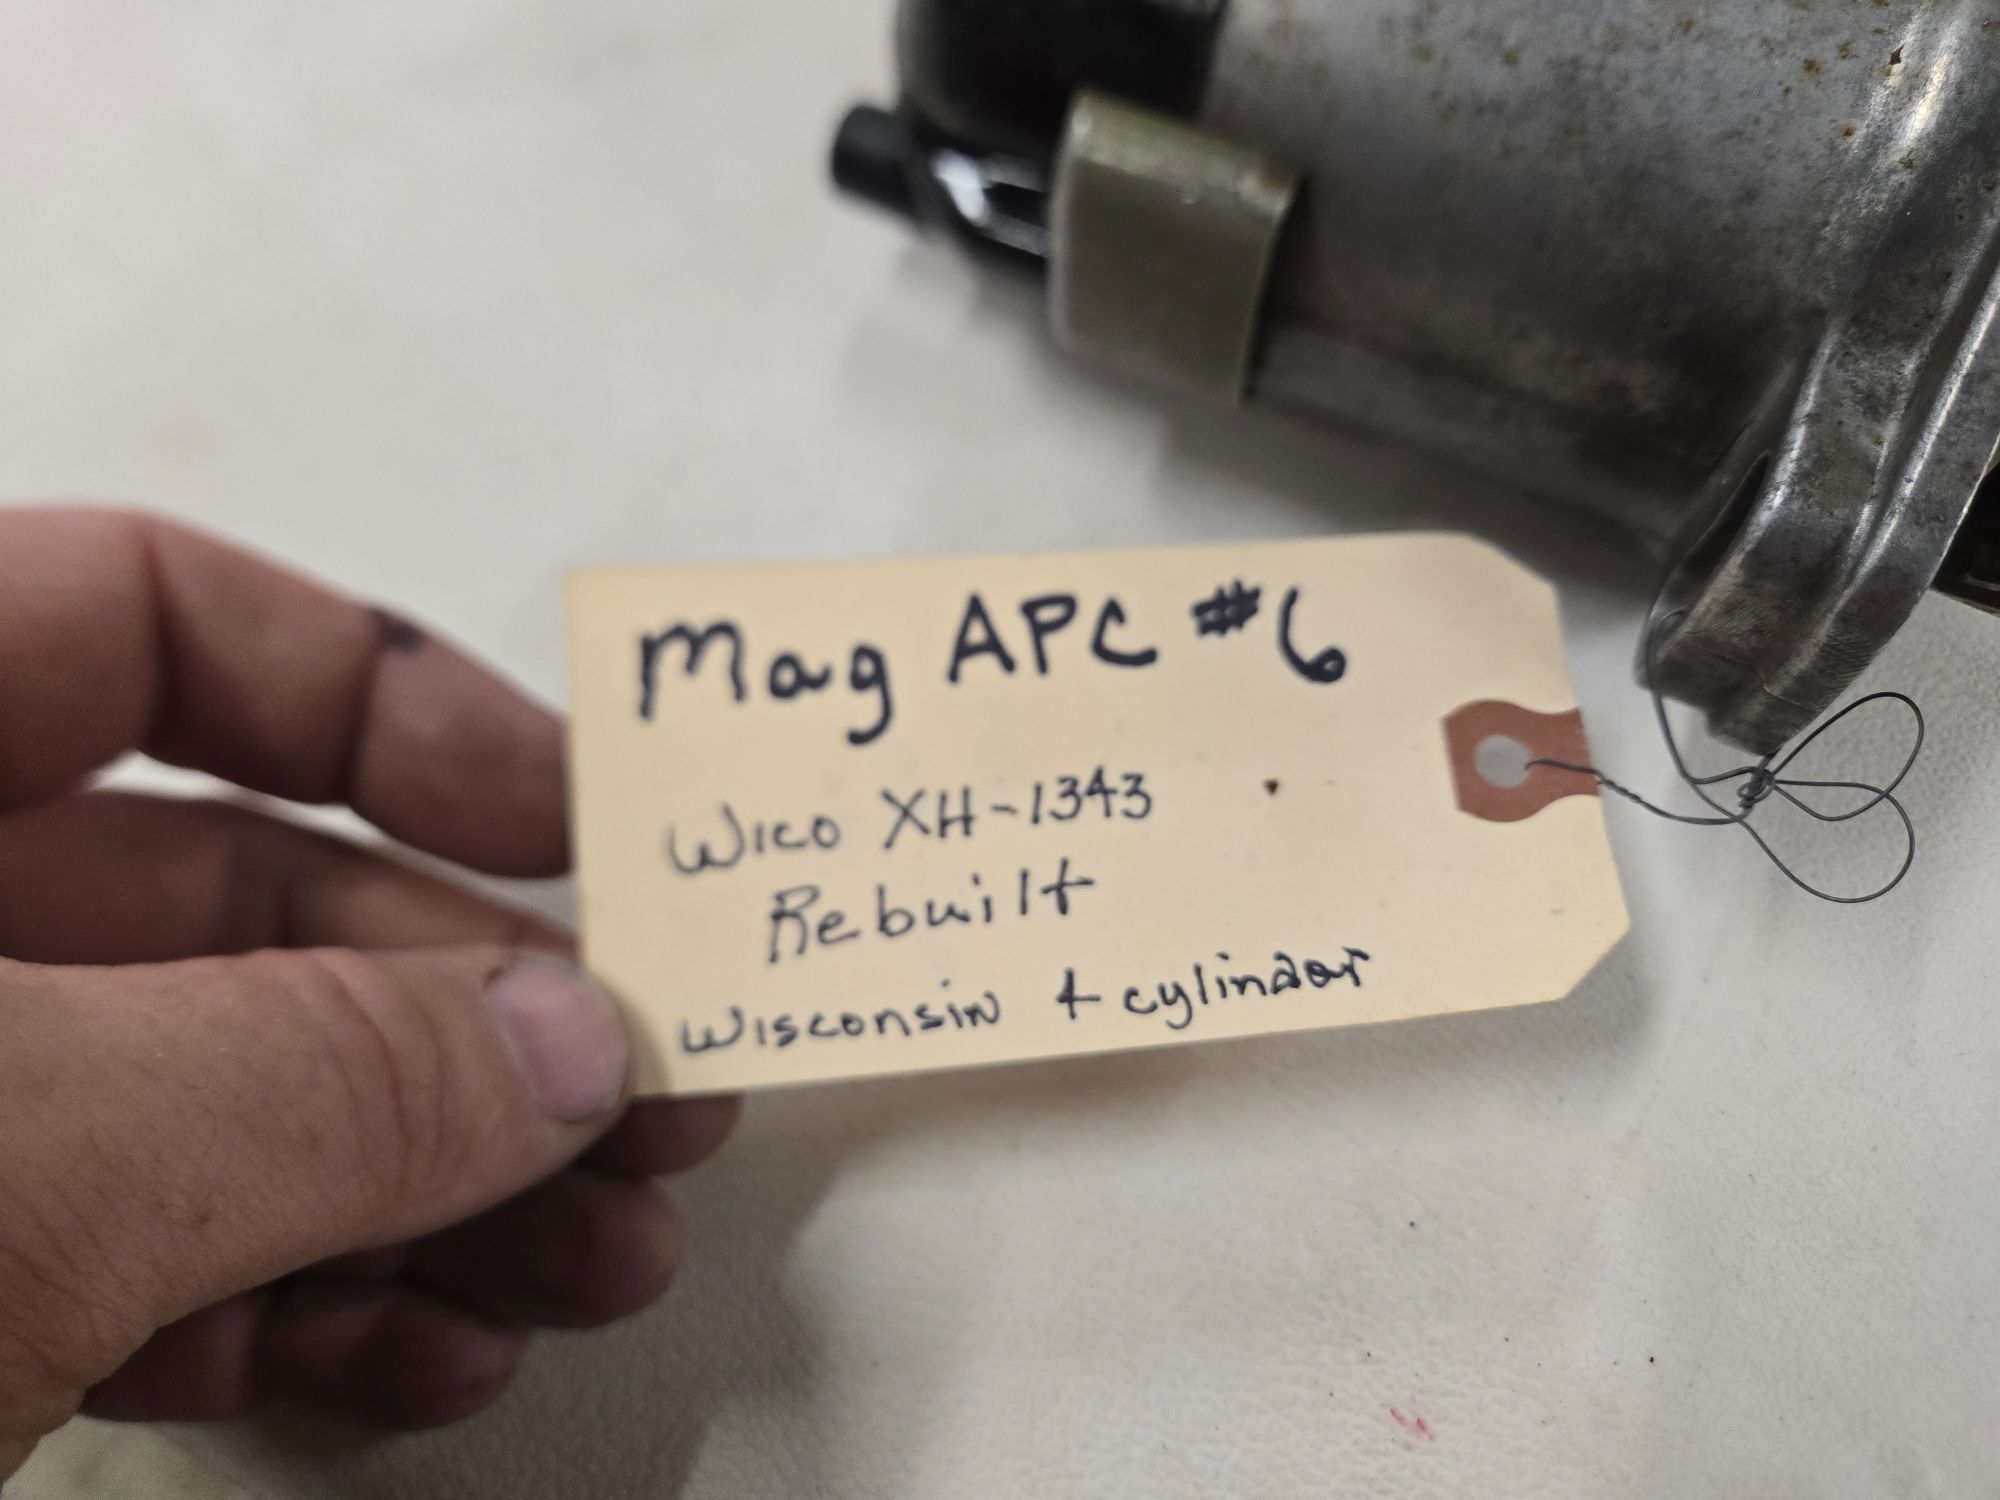 Mag APC #6
Wico XH-1343
Rebuilt
Wisconsin 4 cylinder